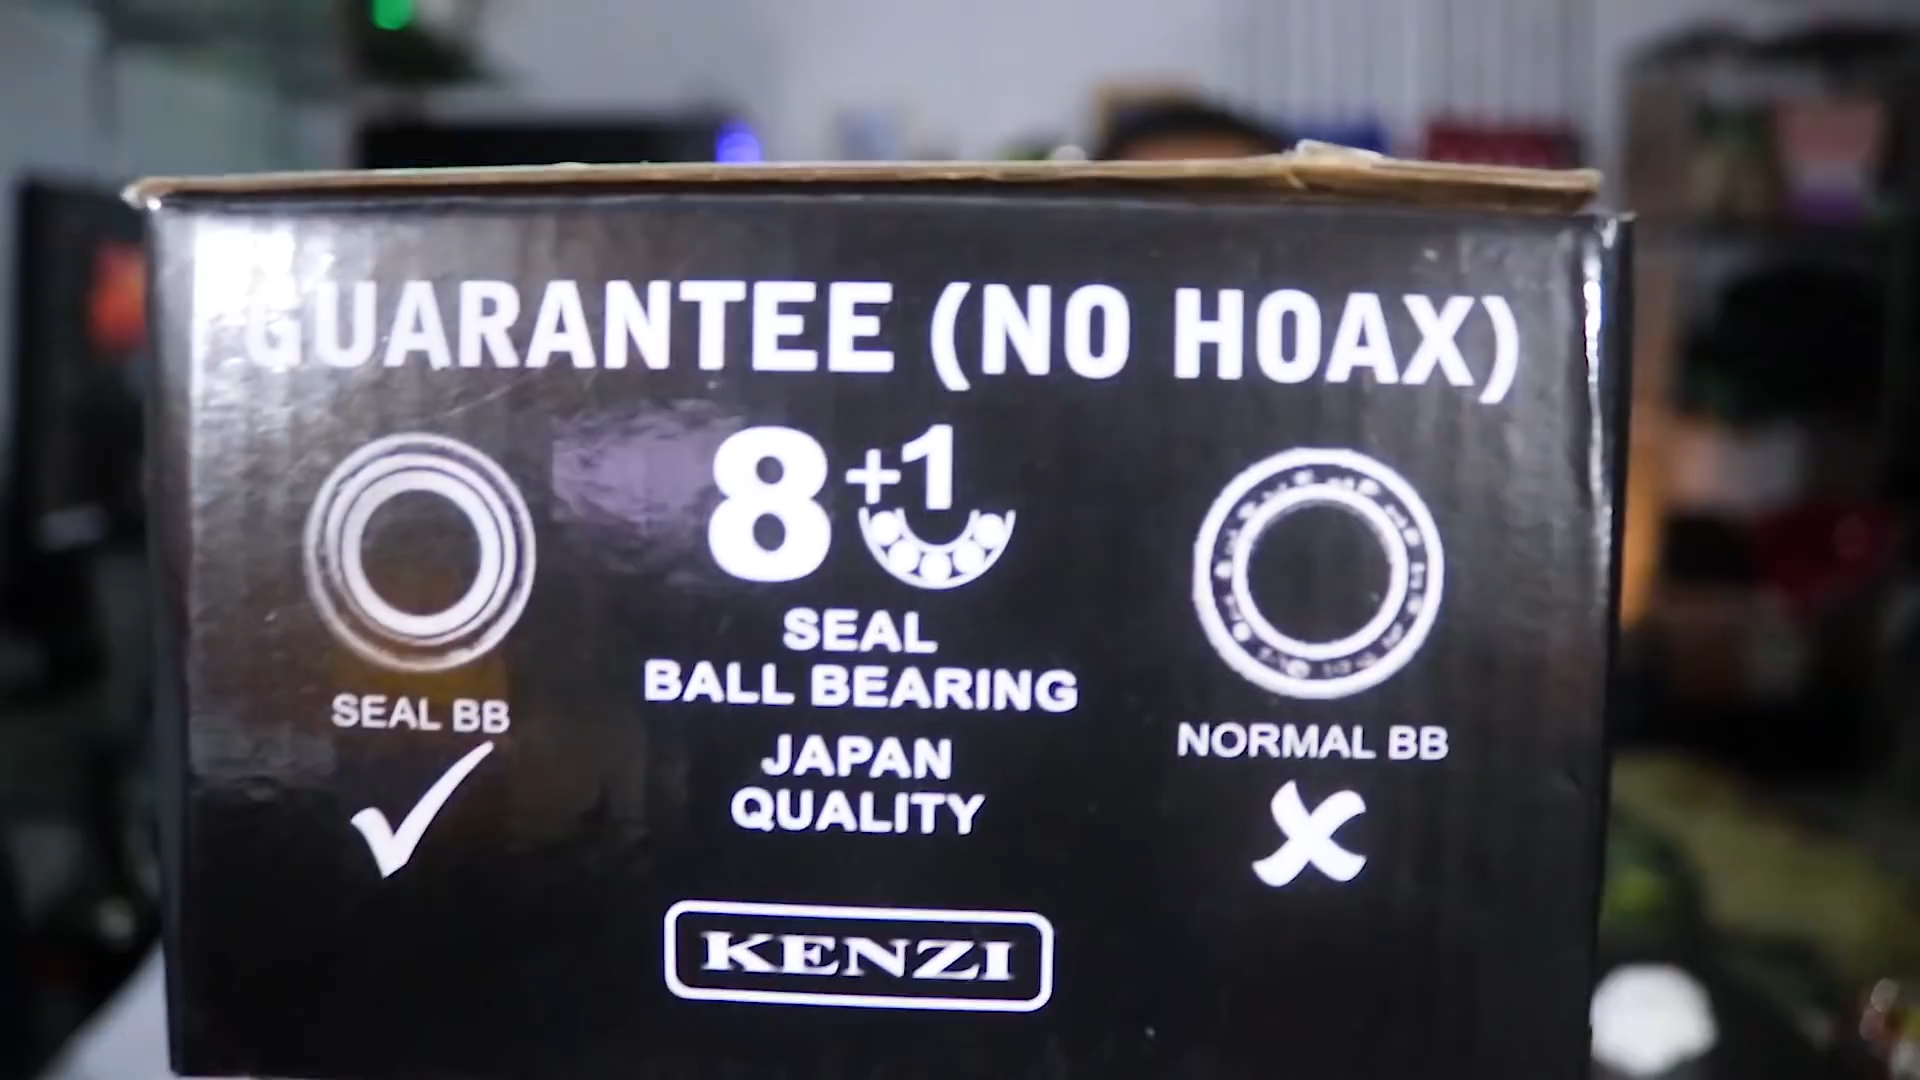 GUARANTEE (NO HOAX)
8+1
SEAL
BALL BEARING
JAPAN
QUALITY
SEAL BB
NORMAL BB
KENZI